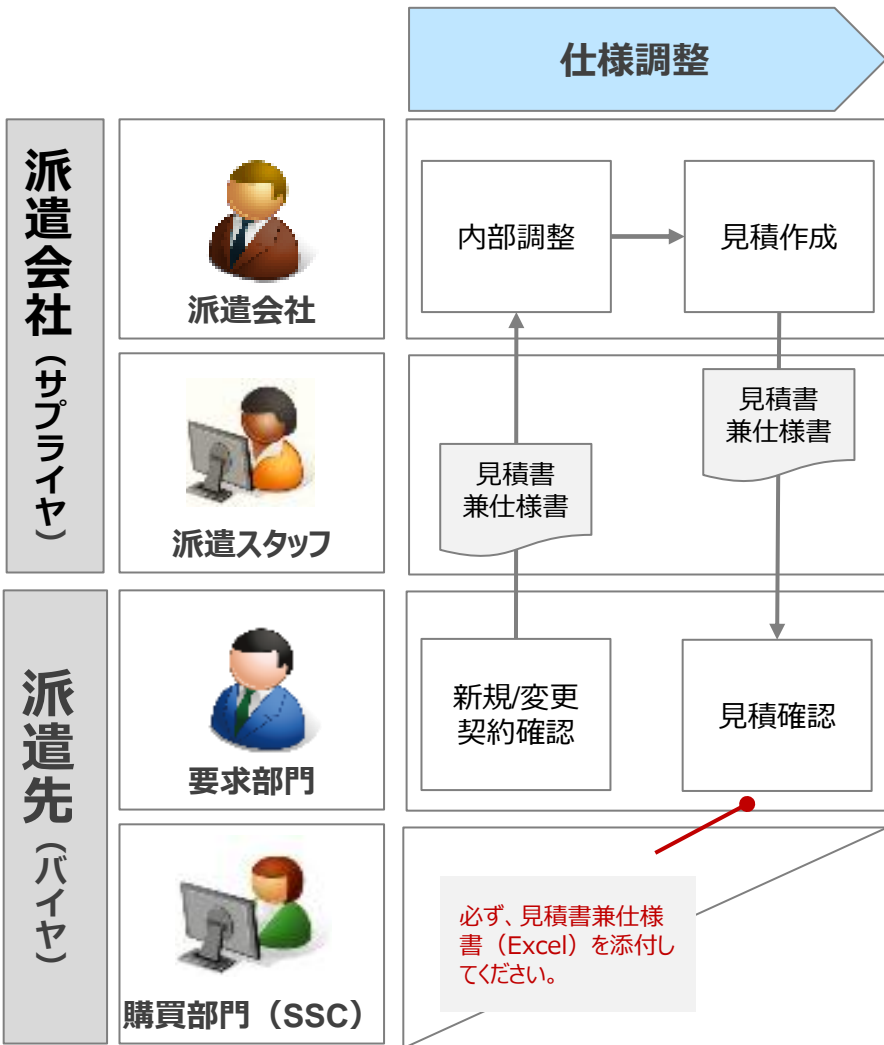 仕様調整
派遣会社（サプライヤ）
派遣会社
内部調整
見積作成
派遣スタッフ
見積書
兼仕様書
見積書
兼仕様書
派遣先（バイヤ）
要求部門
新規/変更
契約確認
見積確認
購買部門（SSC）
必ず、見積書兼仕様
書（Excel）を添付し
てください。